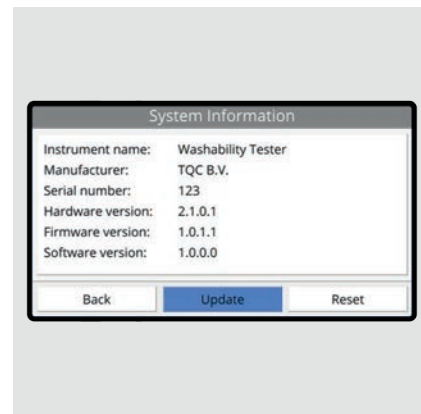 System Information
Instrument name: Washability Tester
Manufacturer: TQC B.V.
Serial number: 123
Hardware version: 2.1.0.1
Firmware version: 1.0.1.1
Software version: 1.0.0.0
Back Update Reset